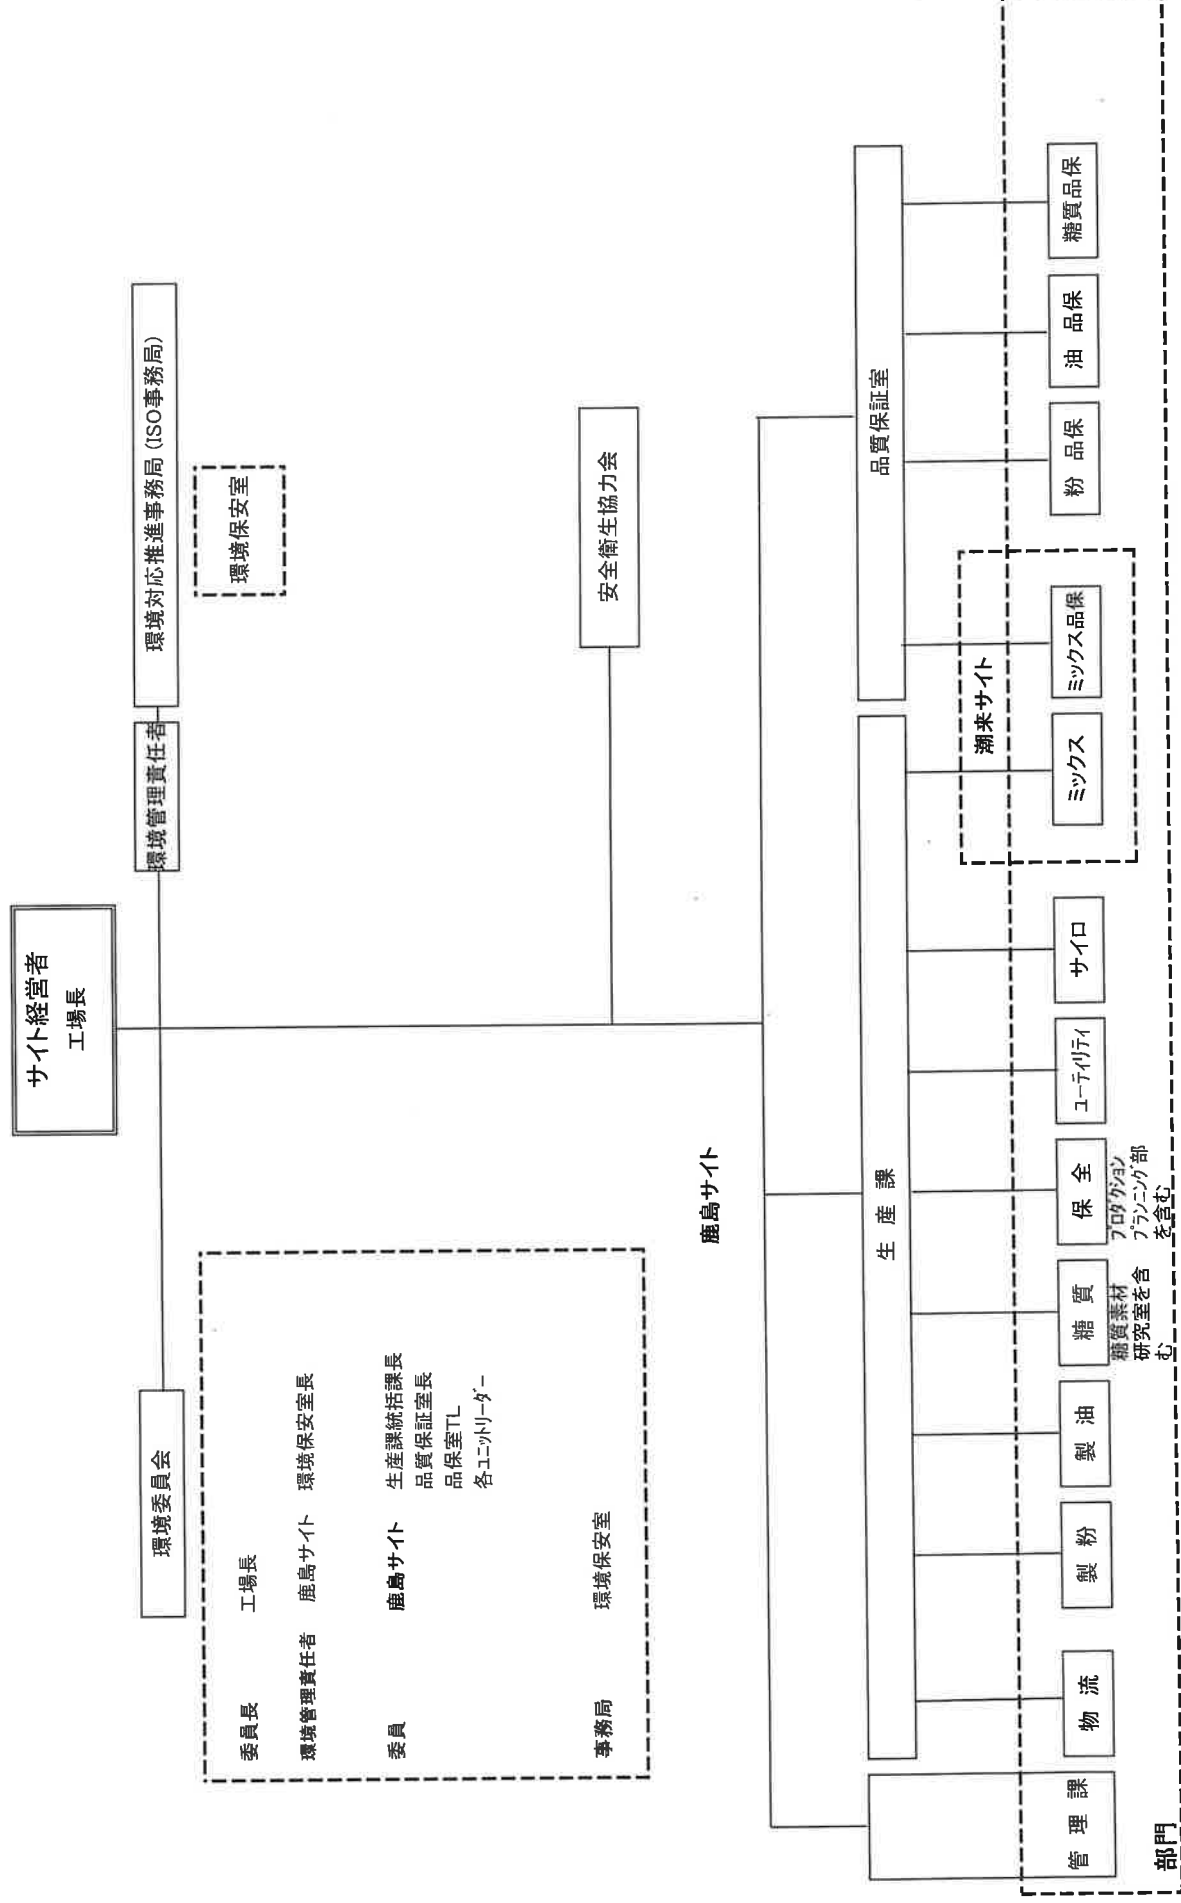 サイト経営者
工場長
環境委員会
環境管理責任者
環境対応推進事務局（ISO事務局）
環境保安室
委員長 工場長
環境管理責任者 鹿島サイト 環境保安室長
委員 鹿島サイト 生産課統括課長
品質保証室長
品保室TL
各ユニットリーダー
事務局 環境保安室
安全衛生協力会
鹿島サイト
生 産 課
品質保証室
潮来サイト
管 理 課
物 流
製 粉
製 油
糖 質
糖質素材
研究室を含
む
保 全
プロダクション
プランニング部
を含む
ユーティリティ
サイロ
ミックス
ミックス品保
粉 品保
油 品保
糖質品保
部門